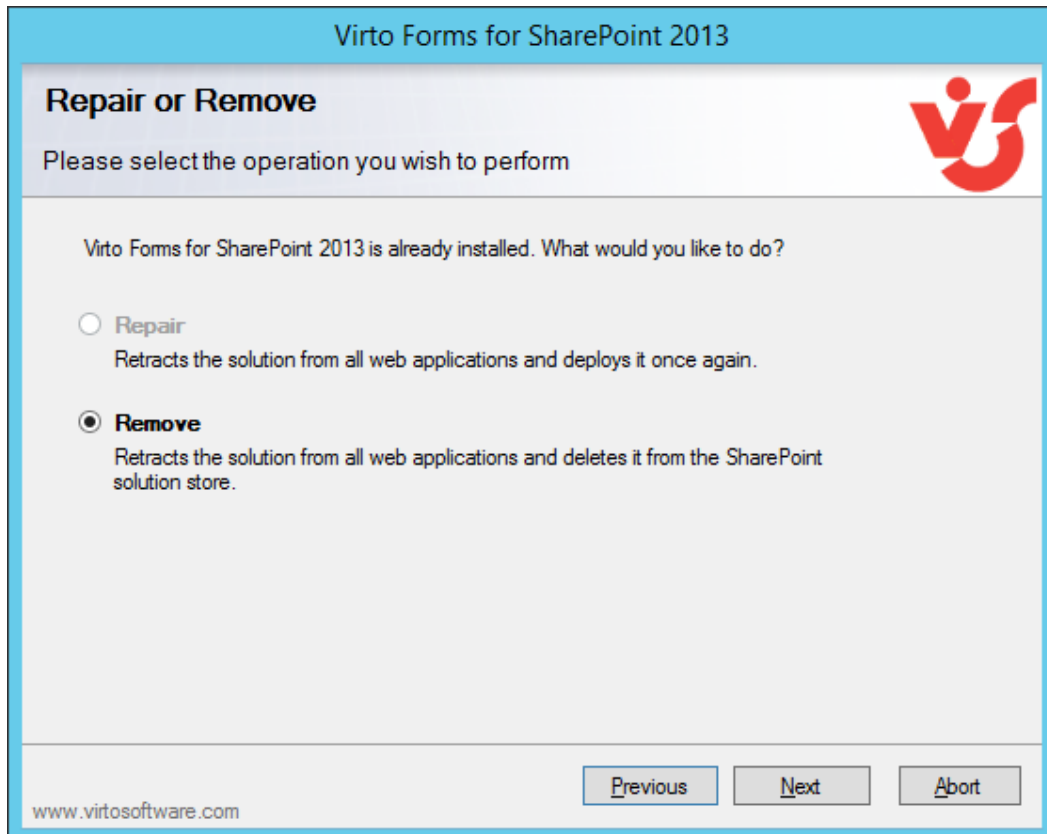 Virto Forms for SharePoint 2013
Repair or Remove
Please select the operation you wish to perform
Virto Forms for SharePoint 2013 is already installed. What would you like to do?
Repair
Retracts the solution from all web applications and deploys it once again.
Remove
Retracts the solution from all web applications and deletes it from the SharePoint
solution store.
Previous Next Abort
www.virtosoftware.com